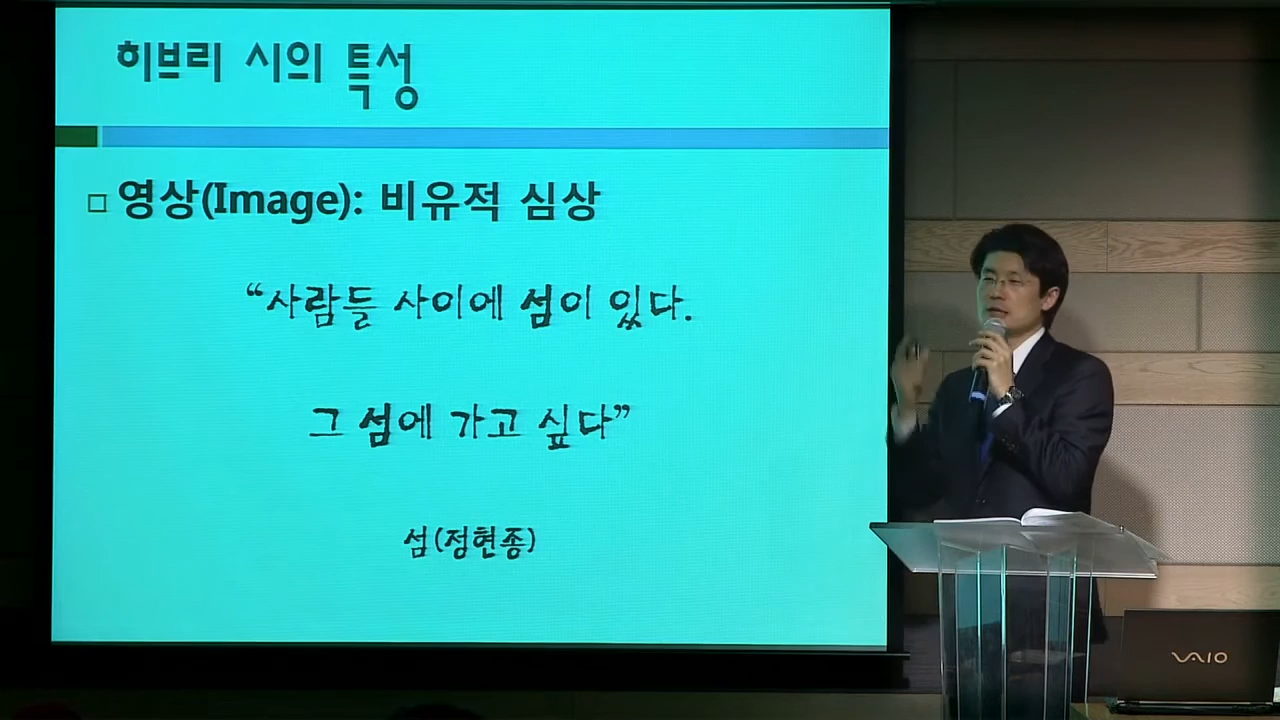 히브리 시의 특성
영상(Image): 비유적 심상
“사람들 사이에 섬이 있다.
그 섬에 가고 싶다”
섬(정현종)
VAIO